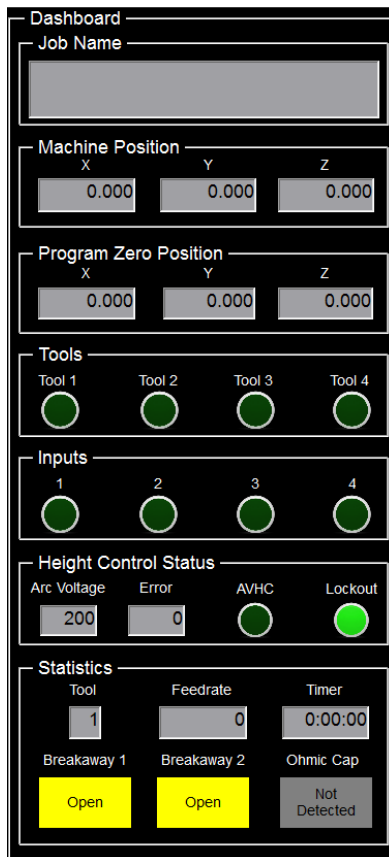 Dashboard
Job Name
Machine Position
X Y Z
0.000 0.000 0.000
Program Zero Position
X Y Z
0.000 0.000 0.000
Tools
Tool 1 Tool 2 Tool 3 Tool 4
Inputs
1 2 3 4
Height Control Status
Arc Voltage Error AVHC Lockout
200 0
Statistics
Tool Feedrate Timer
1 0 0:00:00
Breakaway 1 Breakaway 2 Ohmic Cap
Open Open Not
Detected